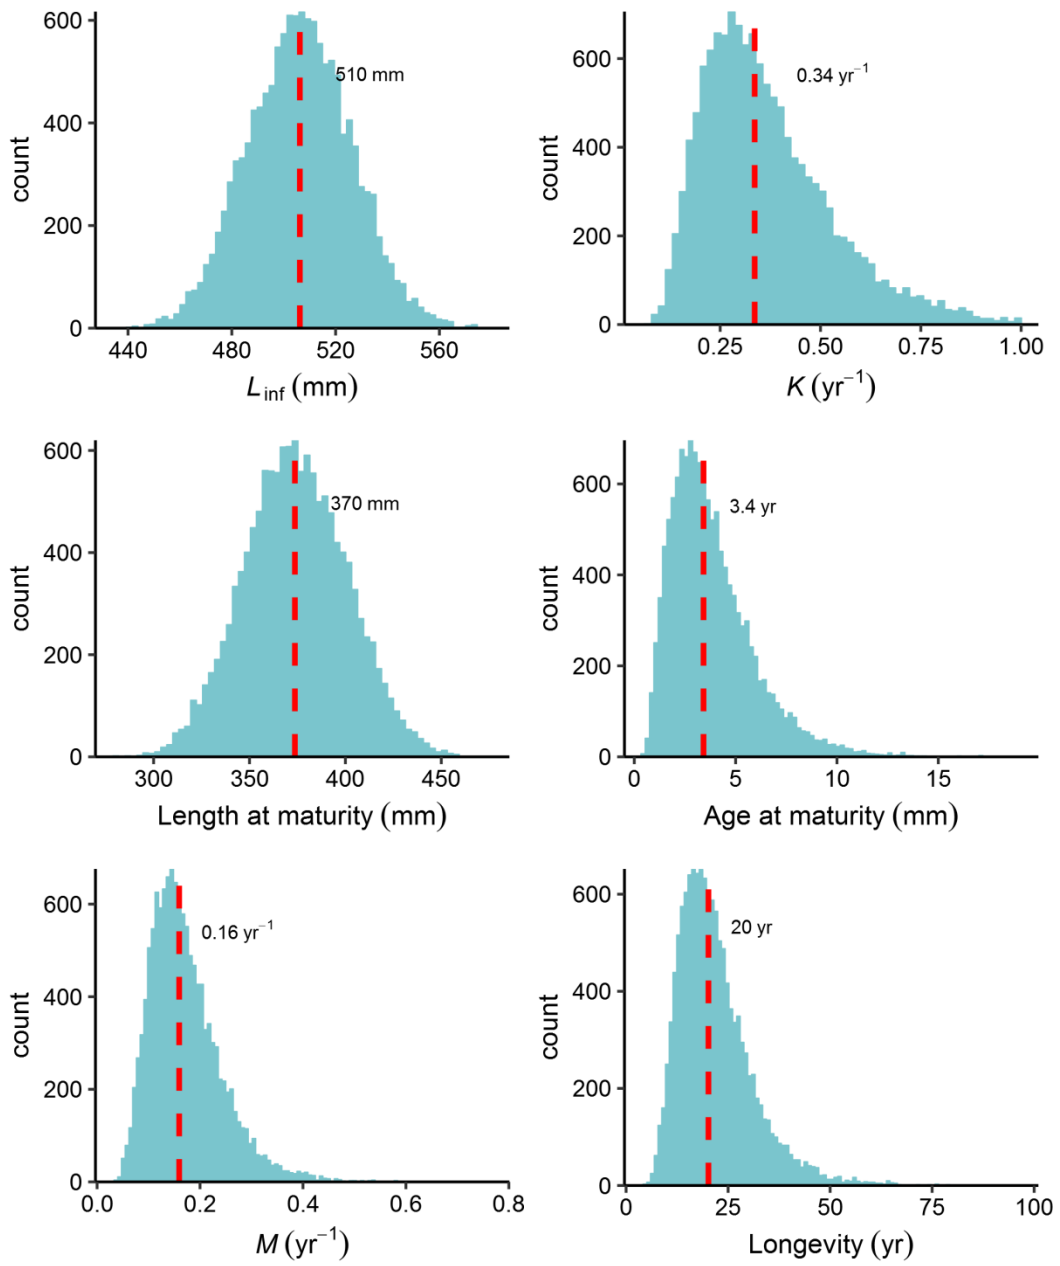 600
400
200
0
count
510 mm
440 480 520 560
L inf (mm)
600
400
200
0
count
0.34 yr⁻¹
0.25 0.50 0.75 1.00
K (yr⁻¹)
600
400
200
0
count
370 mm
300 350 400 450
Length at maturity (mm)
600
400
200
0
count
3.4 yr
0 5 10 15
Age at maturity (mm)
600
400
200
0
count
0.16 yr⁻¹
0.0 0.2 0.4 0.6 0.8
M (yr⁻¹)
600
400
200
0
count
20 yr
0 25 50 75 100
Longevity (yr)